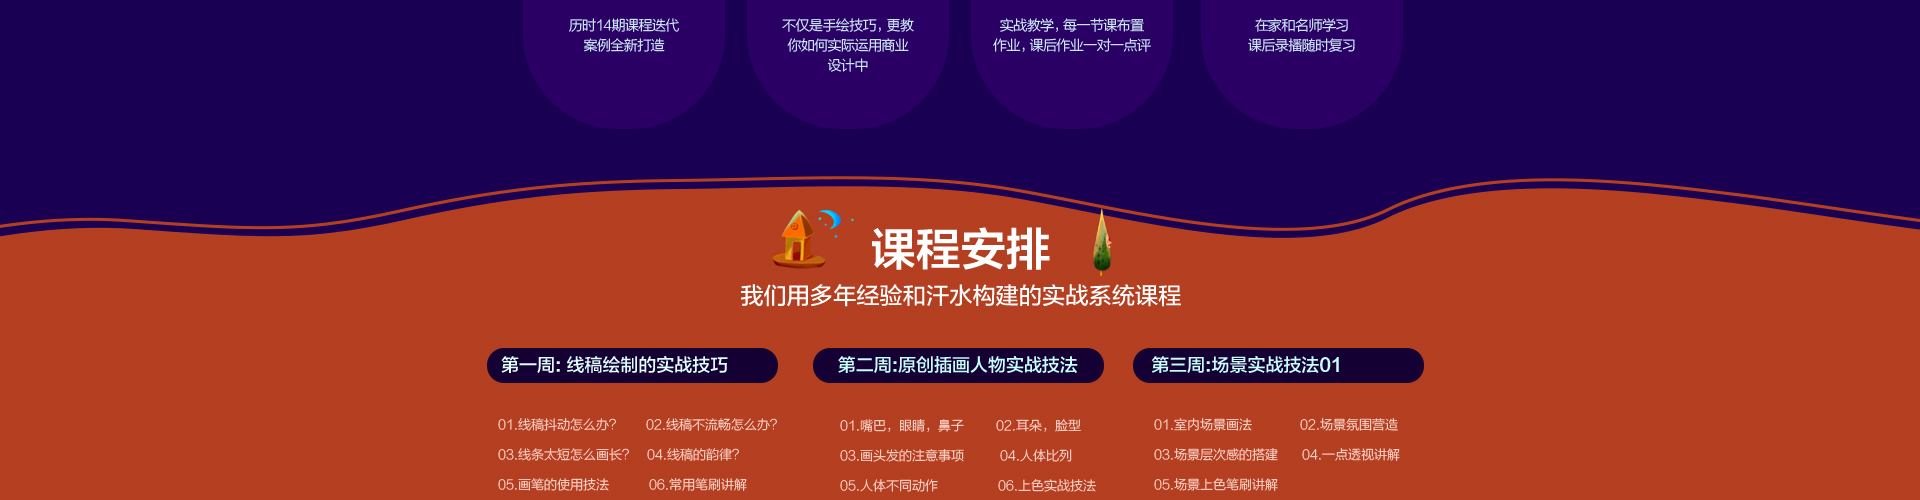 历时14期课程迭代
案例全新打造
不仅是手绘技巧, 更教
你如何实际运用商业
设计中
实战教学, 每一节课布置
作业, 课后作业一对一点评
在家和名师学习
课后录播随时复习
课程安排
我们用多年经验和汗水构建的实战系统课程
第一周: 线稿绘制的实战技巧
01.线稿抖动怎么办? 02.线稿不流畅怎么办?
03.线条太短怎么画长? 04.线稿的韵律?
05.画笔的使用技法 06.常用笔刷讲解
第二周:原创插画人物实战技法
01.嘴巴，眼睛，鼻子 02.耳朵，脸型
03.画头发的注意事项 04.人体比列
05.人体不同动作 06.上色实战技法
第三周:场景实战技法01
01.室内场景画法 02.场景氛围营造
03.场景层次感的搭建 04.一点透视讲解
05.场景上色笔刷讲解